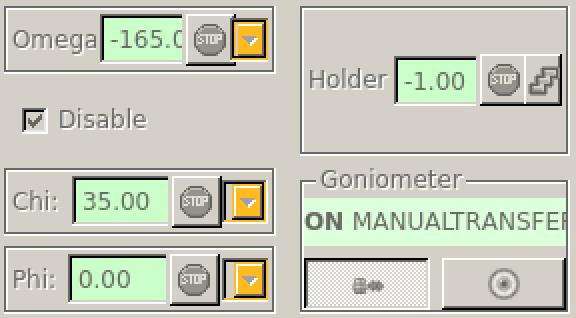 Omega -165.0 STOP
Holder -1.00 STOP
Disable
Chi: 35.00 STOP
Goniometer
ON MANUALTRANSFER
Phi: 0.00 STOP